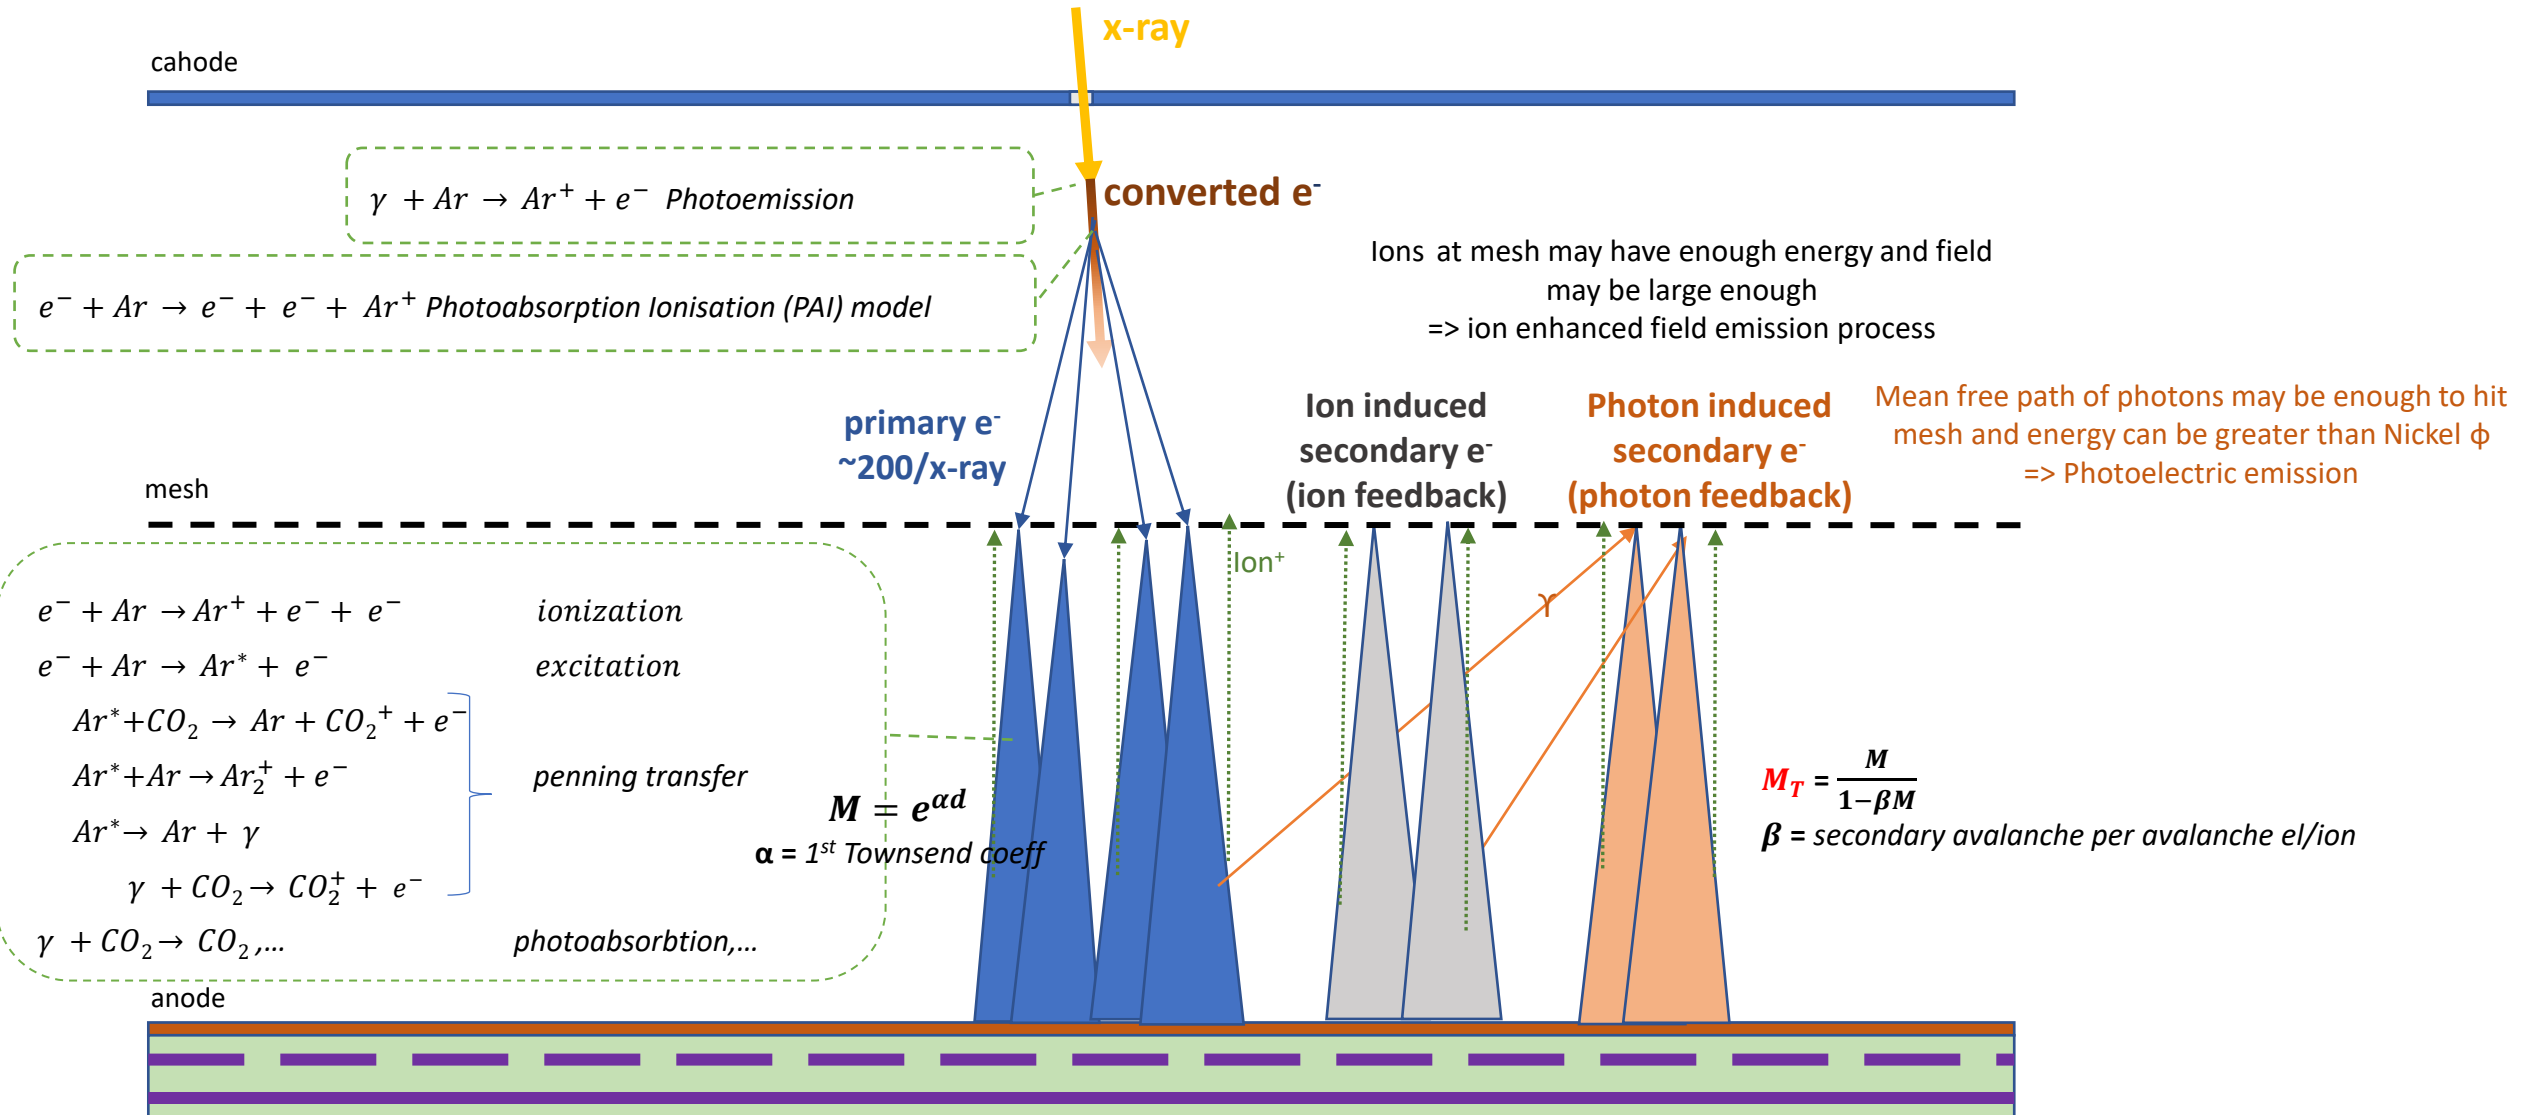 x-ray
cahode
γ + Ar → Ar⁺ + e⁻ Photoemission
converted e⁻
e⁻ + Ar → e⁻ + e⁻ + Ar⁺ Photoabsorption Ionisation (PAI) model
Ions at mesh may have enough energy and field
may be large enough
=> ion enhanced field emission process
primary e⁻
~200/x-ray
Ion induced
secondary e⁻
(ion feedback)
Photon induced
secondary e⁻
(photon feedback)
Mean free path of photons may be enough to hit
mesh and energy can be greater than Nickel ϕ
=> Photoelectric emission
mesh
Ion⁺
ϒ
e⁻ + Ar → Ar⁺ + e⁻ + e⁻ ionization
e⁻ + Ar → Ar* + e⁻ excitation
Ar*+CO₂ → Ar + CO₂⁺ + e⁻
Ar*+Ar → Ar₂⁺ + e⁻ penning transfer
Ar*→ Ar + γ
γ + CO₂ → CO₂⁺ + e⁻
γ + CO₂ → CO₂,... photoabsorbtion,...
M = e^{αd}
α = 1st Townsend coeff
M_T = M/(1−βM)
β = secondary avalanche per avalanche el/ion
anode